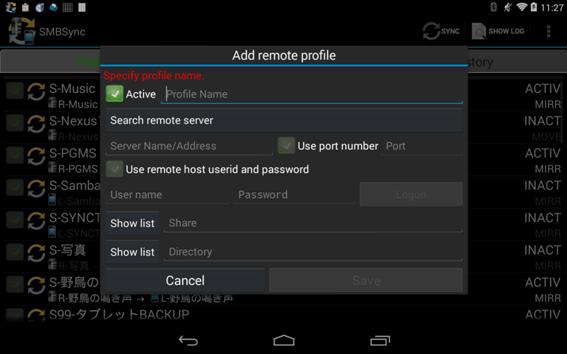 11:27
SMBSync
SYNC
SHOW LOG
Add remote profile
Specify profile name.
Active
Profile Name
Search remote server
Server Name/Address
Use port number
Port
Use remote host userid and password
User name
Password
Logon
Show list
Share
Show list
Directory
Cancel
Save
story
S-Music
R-Music
ACTIV
MIRR
S-Nexus
INACT
MOVE
S-PGMS
R-PGMS
ACTIV
MIRR
S-Samba
INACT
MIRR
S-SYNCT
INACT
MIRR
S-写真
R-写真
INACT
MIRR
S-野鳥の鳴き声
R-野鳥の鳴き声 → L-野鳥の鳴き声
INACT
MIRR
S99-タブレットBACKUP
ACTIV